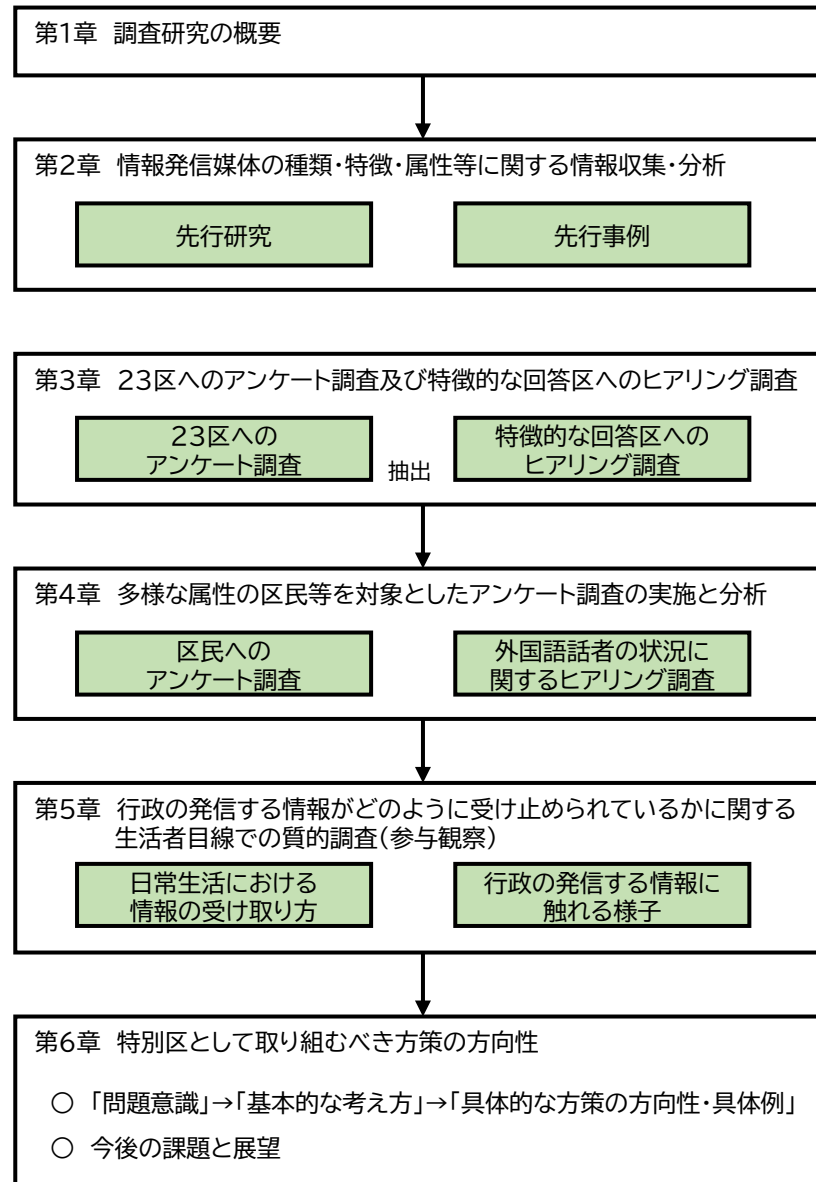 第1章 調査研究の概要
第2章 情報発信媒体の種類・特徴・属性等に関する情報収集・分析
先行研究
先行事例
第3章 23区へのアンケート調査及び特徴的な回答区へのヒアリング調査
23区への
アンケート調査
抽出
特徴的な回答区への
ヒアリング調査
第4章 多様な属性の区民等を対象としたアンケート調査の実施と分析
区民への
アンケート調査
外国語話者の状況に
関するヒアリング調査
第5章 行政の発信する情報がどのように受け止められているかに関する
生活者目線での質的調査(参与観察)
日常生活における
情報の受け取り方
行政の発信する情報に
触れる様子
第6章 特別区として取り組むべき方策の方向性
○ 「問題意識」→「基本的な考え方」→「具体的な方策の方向性・具体例」
○ 今後の課題と展望